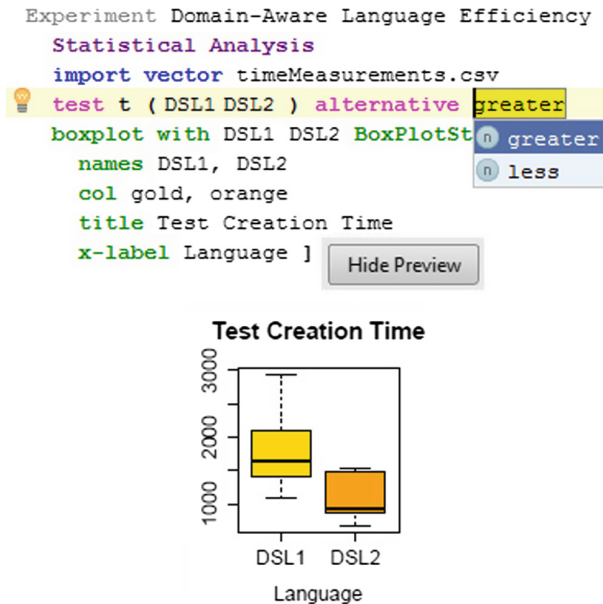 Experiment Domain-Aware Language Efficiency
Statistical Analysis
import vector timeMeasurements.csv
test t ( DSL1 DSL2 ) alternative greater
boxplot with DSL1 DSL2 BoxPlotSt
n greater
names DSL1, DSL2
n less
col gold, orange
title Test Creation Time
x-label Language ]
Hide Preview
Test Creation Time
3000
2000
1000
DSL1 DSL2
Language